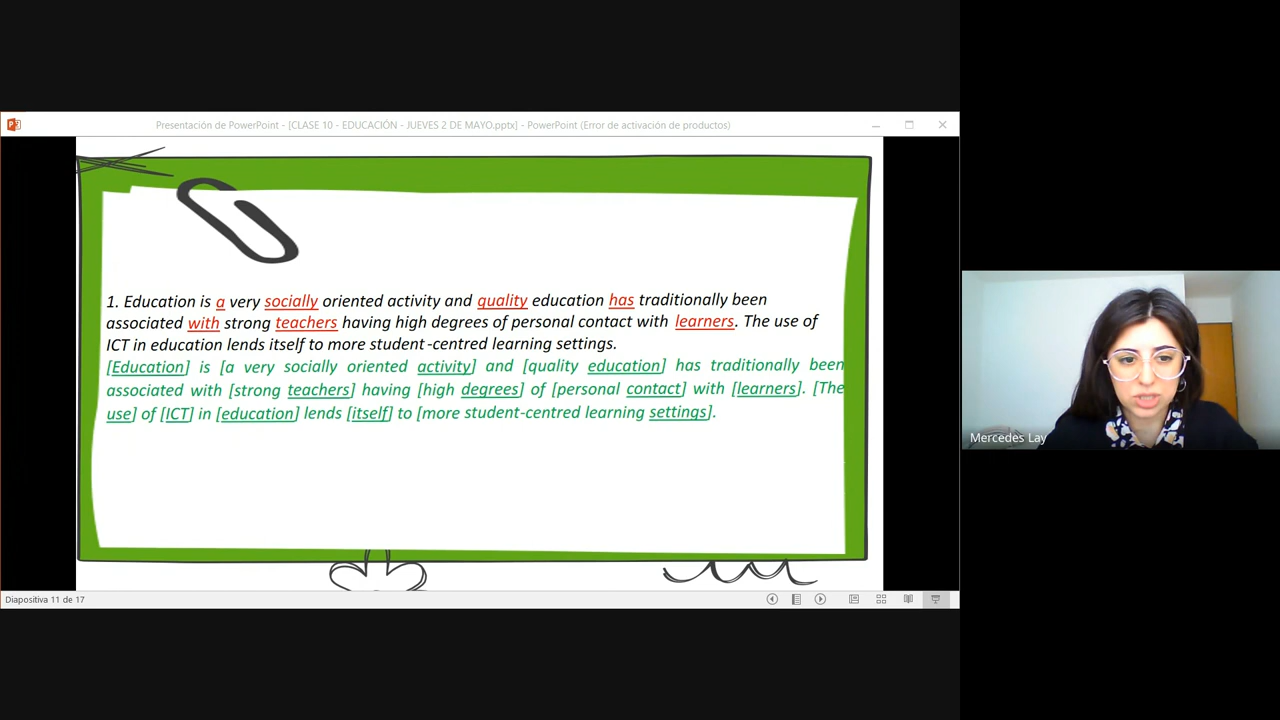 Presentación de PowerPoint - [CLASE 10 - EDUCACIÓN - JUEVES 2 DE MAYO.pptx] - PowerPoint (Error de activación de productos)
1. Education is a very socially oriented activity and quality education has traditionally been
associated with strong teachers having high degrees of personal contact with learners. The use of
ICT in education lends itself to more student-centred learning settings.
[Education] is [a very socially oriented activity] and [quality education] has traditionally been
associated with [strong teachers] having [high degrees] of [personal contact] with [learners]. [The
use] of [ICT] in [education] lends [itself] to [more student-centred learning settings].
Mercedes Lay
Diapositiva 11 de 17